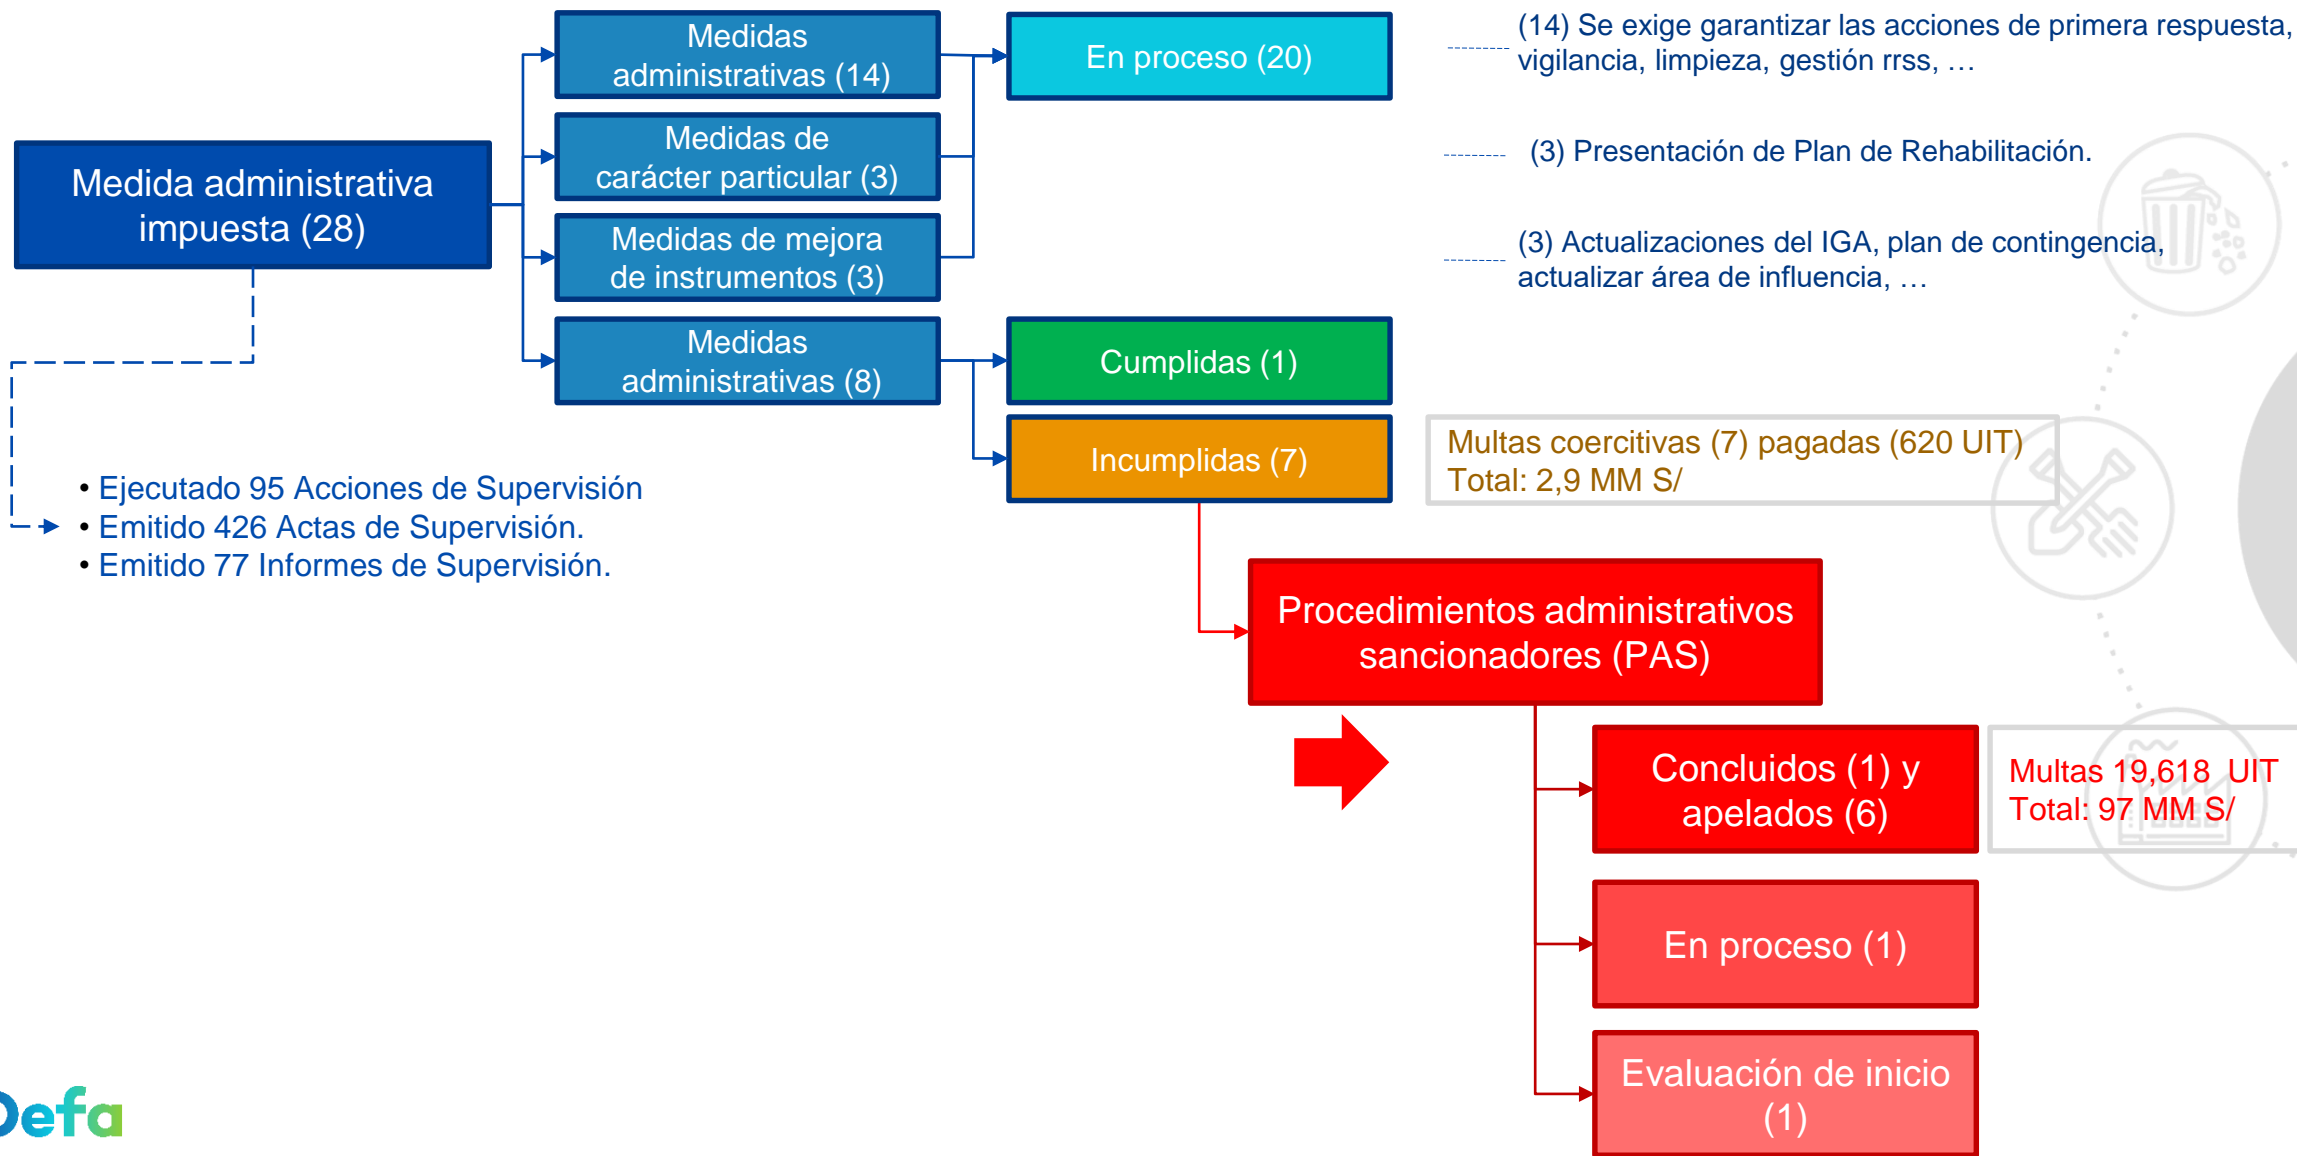 Medida administrativa
impuesta (28)
Medidas
administrativas (14)
Medidas de
carácter particular (3)
Medidas de mejora
de instrumentos (3)
Medidas
administrativas (8)
En proceso (20)
Cumplidas (1)
Incumplidas (7)
(14) Se exige garantizar las acciones de primera respuesta,
vigilancia, limpieza, gestión rrss, …
(3) Presentación de Plan de Rehabilitación.
(3) Actualizaciones del IGA, plan de contingencia,
actualizar área de influencia, …
Multas coercitivas (7) pagadas (620 UIT)
Total: 2,9 MM S/
• Ejecutado 95 Acciones de Supervisión
• Emitido 426 Actas de Supervisión.
• Emitido 77 Informes de Supervisión.
Procedimientos administrativos
sancionadores (PAS)
Concluidos (1) y
apelados (6)
Multas 19,618 UIT
Total: 97 MM S/
En proceso (1)
Evaluación de inicio
(1)
Oefa